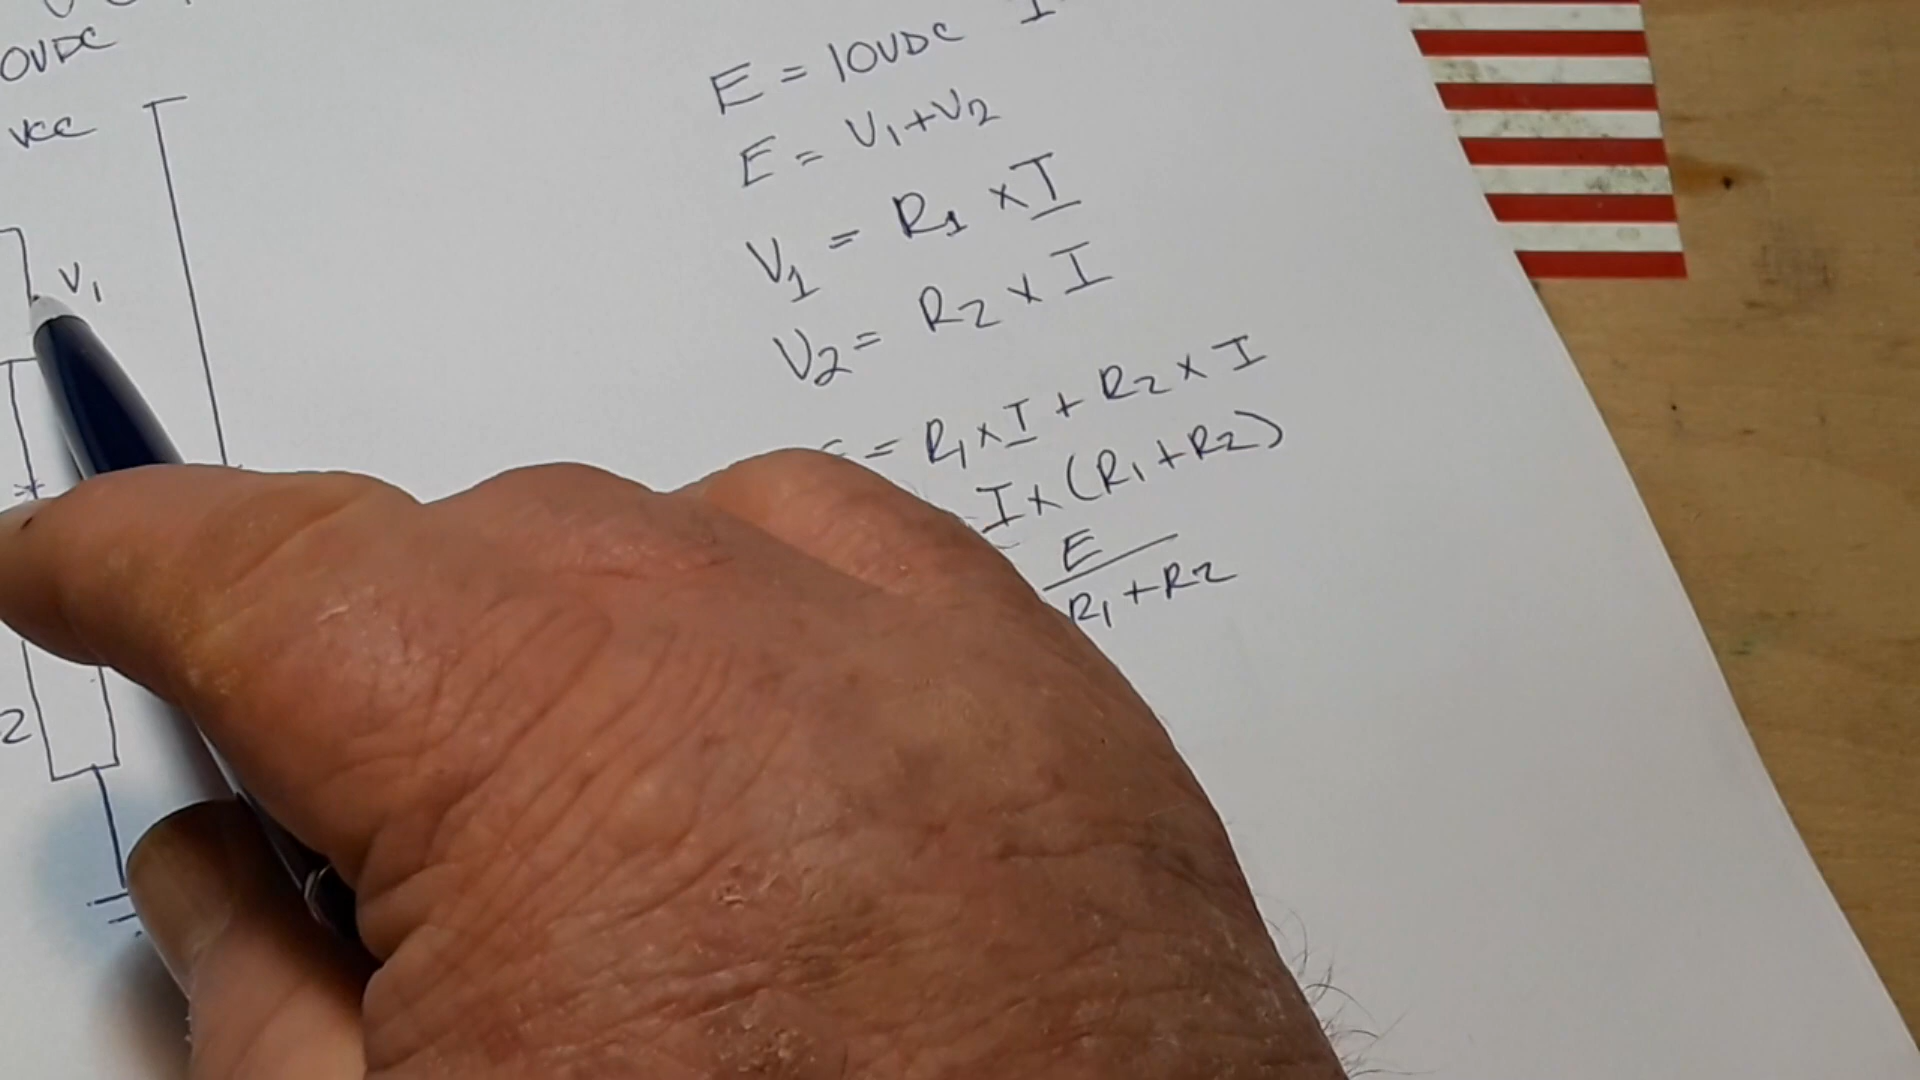 0VDC
VCC
V1
2
E = 10VDC I
E = V1+V2
V1 = R1 × I
V2 = R2 × I
E = R1 × I + R2 × I
I × (R1+R2)
E
R1+R2